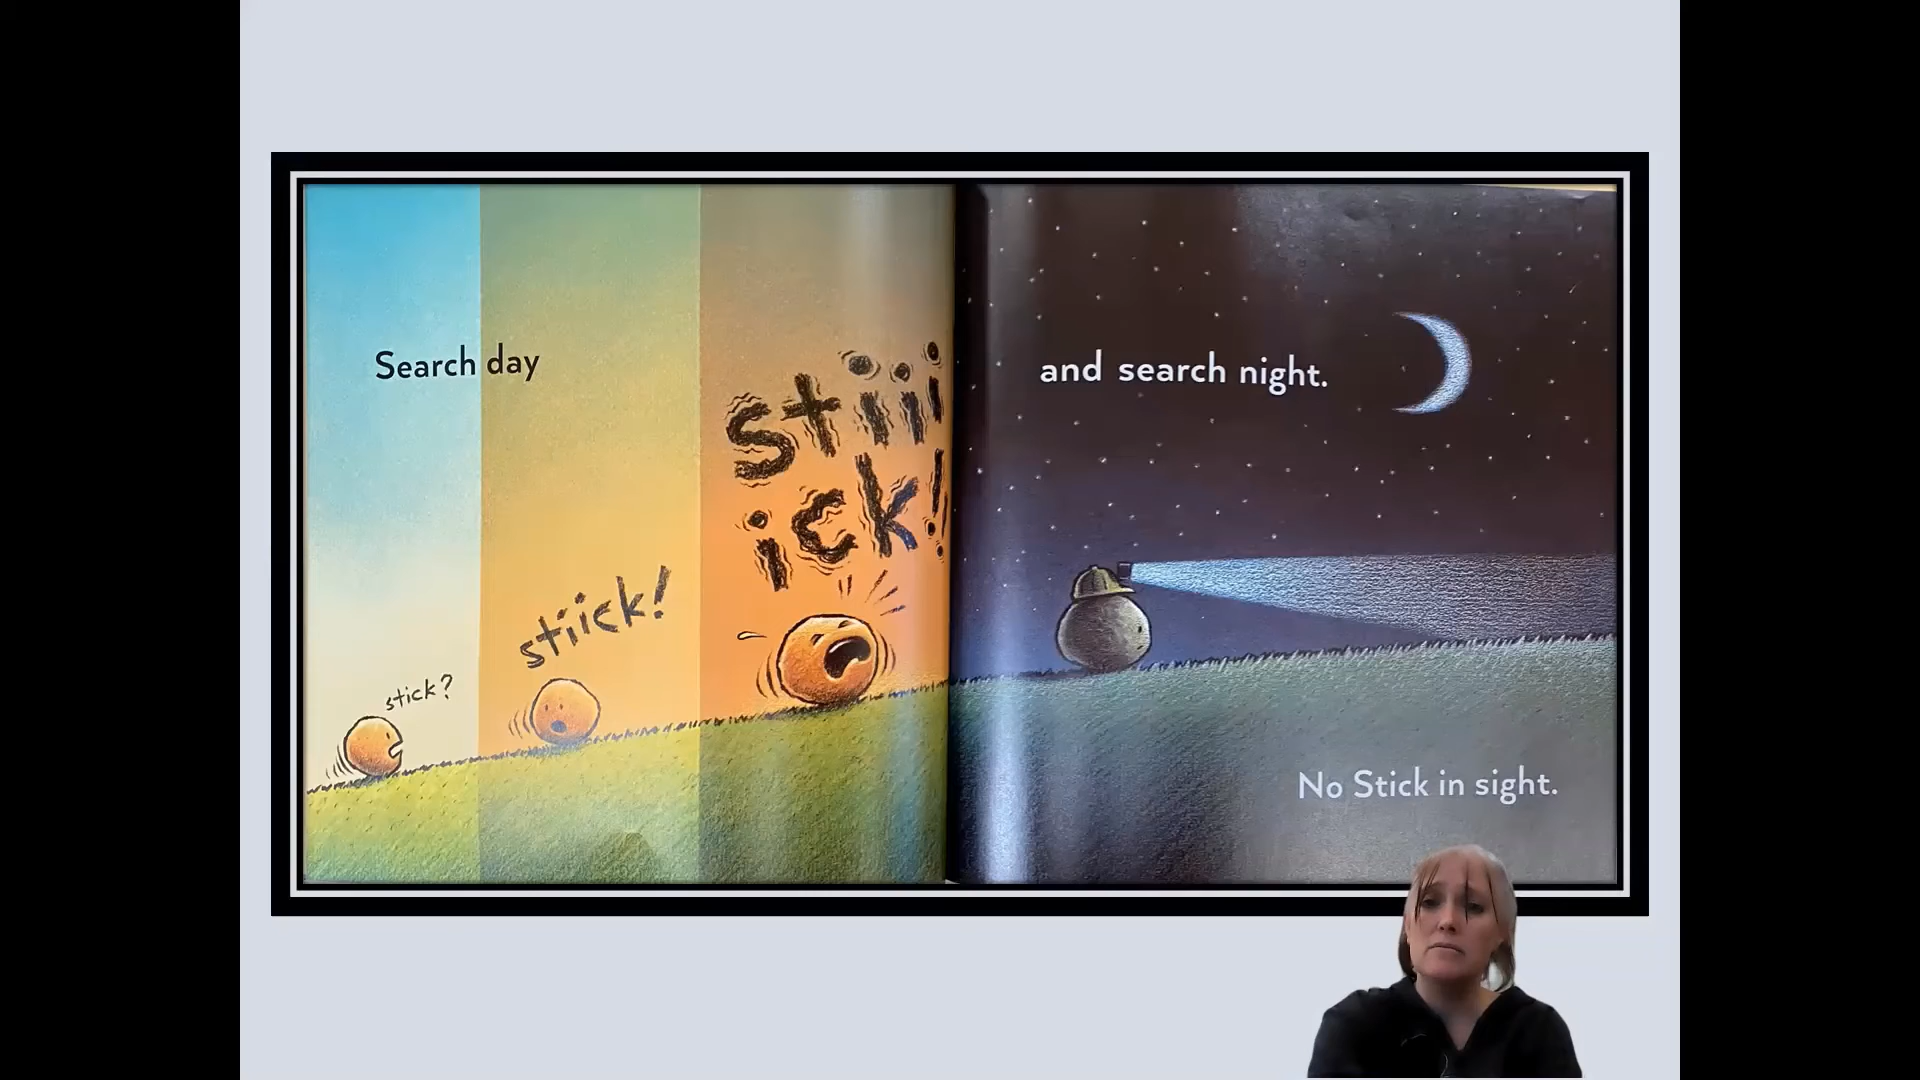 Search day
stick?
stiick!
stiii
ick!
and search night.
No Stick in sight.